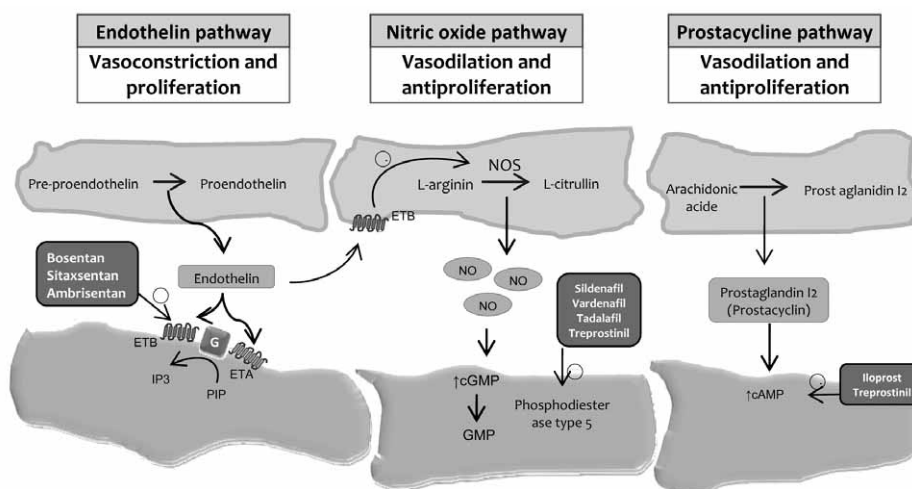 Endothelin pathway
Vasoconstriction and
proliferation
Pre-proendothelin
Proendothelin
Bosentan
Sitaxsentan
Ambrisentan
Endothelin
ETB
G
ETA
IP3
PIP
Nitric oxide pathway
Vasodilation and
antiproliferation
NOS
L-arginin
L-citrullin
ETB
NO
NO
NO
Sildenafil
Vardenafil
Tadalafil
Treprostinil
↑cGMP
GMP
Phosphodiester
ase type 5
Prostacycline pathway
Vasodilation and
antiproliferation
Arachidonic
acide
Prost aglanidin I2
Prostaglandin I2
(Prostacyclin)
↑cAMP
Iloprost
Treprostinil